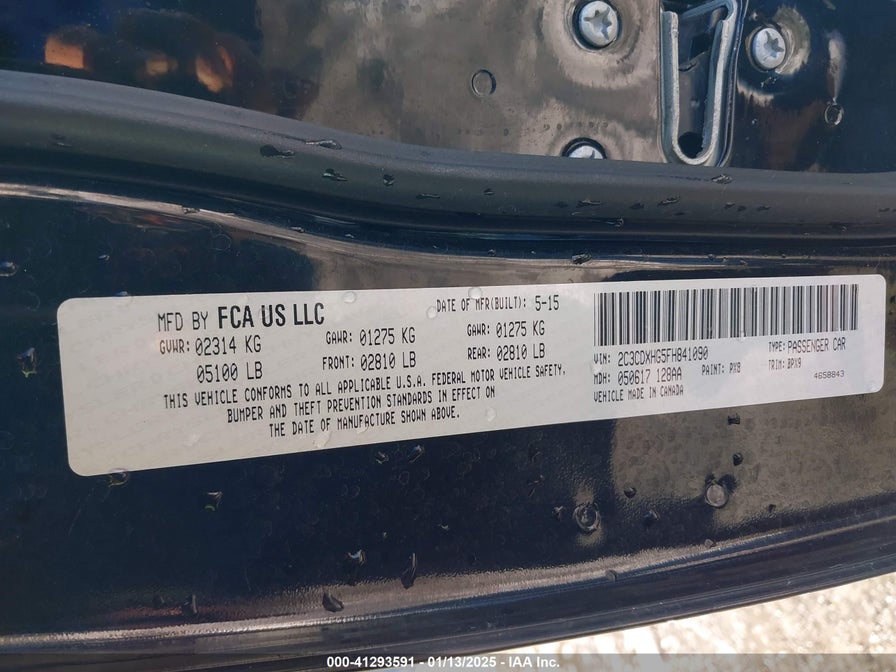 MFD BY FCA US LLC DATE OF MFR(BUILT): 5-15
GVWR: 02314 KG GAWR: 01275 KG GAWR: 01275 KG
05100 LB FRONT: 02810 LB REAR: 02810 LB
THIS VEHICLE CONFORMS TO ALL APPLICABLE U.S.A. FEDERAL MOTOR VEHICLE SAFETY,
BUMPER AND THEFT PREVENTION STANDARDS IN EFFECT ON
THE DATE OF MANUFACTURE SHOWN ABOVE.
VIN: 2C3CDXHG5FH841090 TYPE: PASSENGER CAR
MDH: 050617 128AA PAINT: PX8 TRIM: BPX9
VEHICLE MADE IN CANADA 4658843
000-41293591 - 01/13/2025 - IAA Inc.